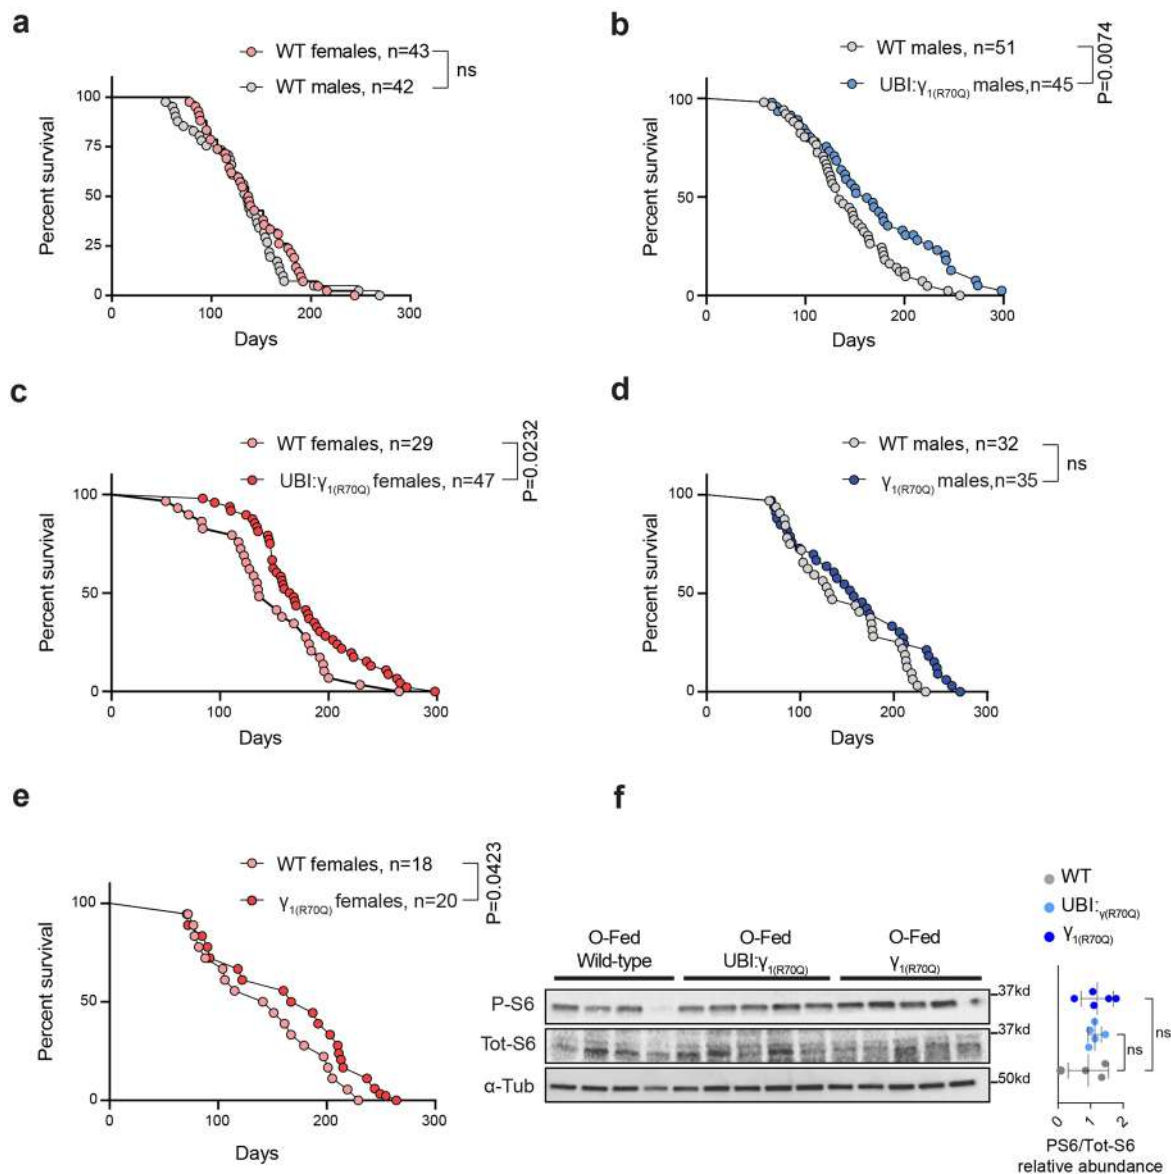 a
WT females, n=43
WT males, n=42
ns
Percent survival
100
75
50
25
0
0
100
200
300
Days
b
WT males, n=51
UBI:γ1(R70Q) males,n=45
P=0.0074
Percent survival
100
50
0
0
100
200
300
Days
c
WT females, n=29
UBI:γ1(R70Q) females, n=47
P=0.0232
Percent survival
100
50
0
0
100
200
300
Days
d
WT males, n=32
γ1(R70Q) males,n=35
ns
Percent survival
100
50
0
0
100
200
300
Days
e
WT females, n=18
γ1(R70Q) females, n=20
P=0.0423
Percent survival
100
50
0
0
100
200
300
Days
f
WT
UBI:γ(R70Q)
γ1(R70Q)
O-Fed
Wild-type
O-Fed
UBI:γ1(R70Q)
O-Fed
γ1(R70Q)
P-S6
37kd
Tot-S6
37kd
α-Tub
50kd
ns
ns
0
1
2
PS6/Tot-S6
relative abundance